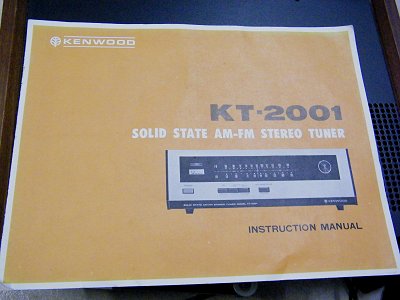 KENWOOD
KT-2001
SOLID STATE AM-FM STEREO TUNER
KENWOOD
INSTRUCTION MANUAL